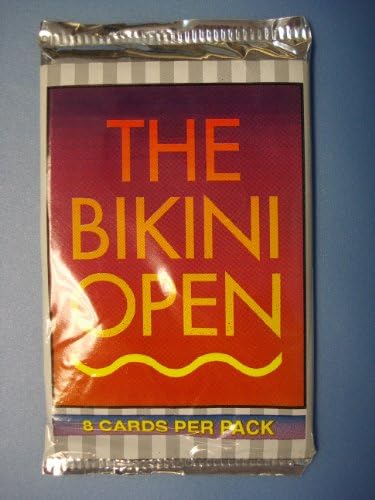 THE
BIKINI
OPEN
8 CARDS PER PACK